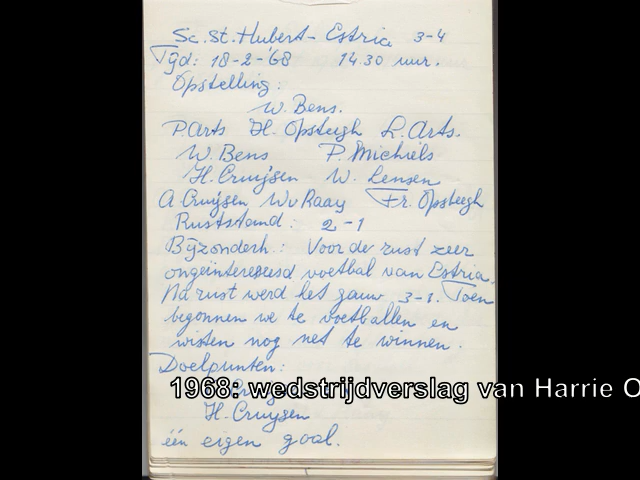 Sc. St. Hubert - Estria 3-4
Tijd: 18-2-'68 14.30 uur.
Opstelling:
W. Bens.
P. Arts H. Opsteegh L. Arts.
W. Bens P. Michiels
H. Cruijsen W. Lensen
A Cruijsen W v Raay Fr. Opsteegh
Ruststand: 2-1
Bijzonderh.: Voor de rust zeer
ongeïnteresseerd voetbal van Estria.
Na rust werd het gauw 3-1. Toen
begonnen we te voetballen en
wisten nog net te winnen.
Doelpunten:
1968: wedstrijdverslag van Harrie O
H. Cruijsen
één eigen goal.